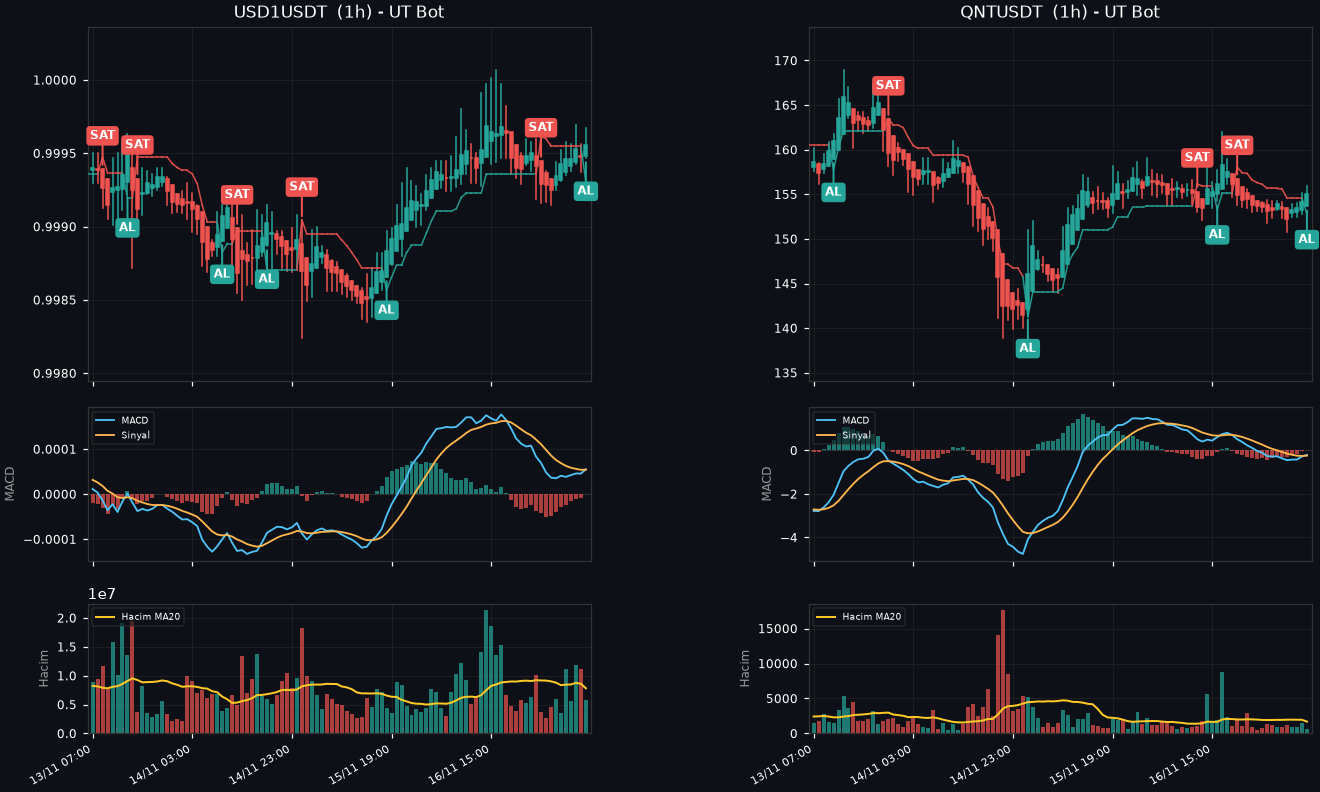 USD1USDT (1h) - UT Bot
1.0000
0.9995
0.9990
0.9985
0.9980
SAT
SAT
AL
SAT
AL
AL
SAT
AL
SAT
AL
MACD
MACD
Sinyal
0.0001
0.0000
−0.0001
1e7
Hacim
Hacim MA20
2.0
1.5
1.0
0.5
0.0
13/11 07:00
14/11 03:00
14/11 23:00
15/11 19:00
16/11 15:00
QNTUSDT (1h) - UT Bot
170
165
160
155
150
145
140
135
AL
SAT
AL
SAT
AL
SAT
AL
MACD
MACD
Sinyal
0
−2
−4
Hacim
Hacim MA20
15000
10000
5000
0
13/11 07:00
14/11 03:00
14/11 23:00
15/11 19:00
16/11 15:00